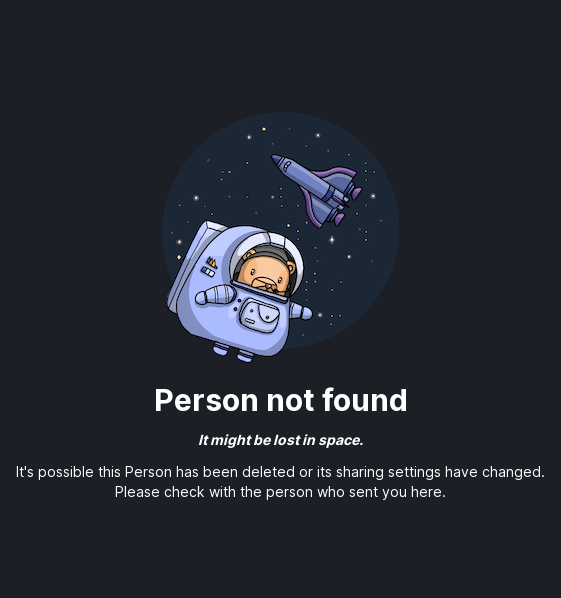 Person not found
It might be lost in space.
It's possible this Person has been deleted or its sharing settings have changed.
Please check with the person who sent you here.